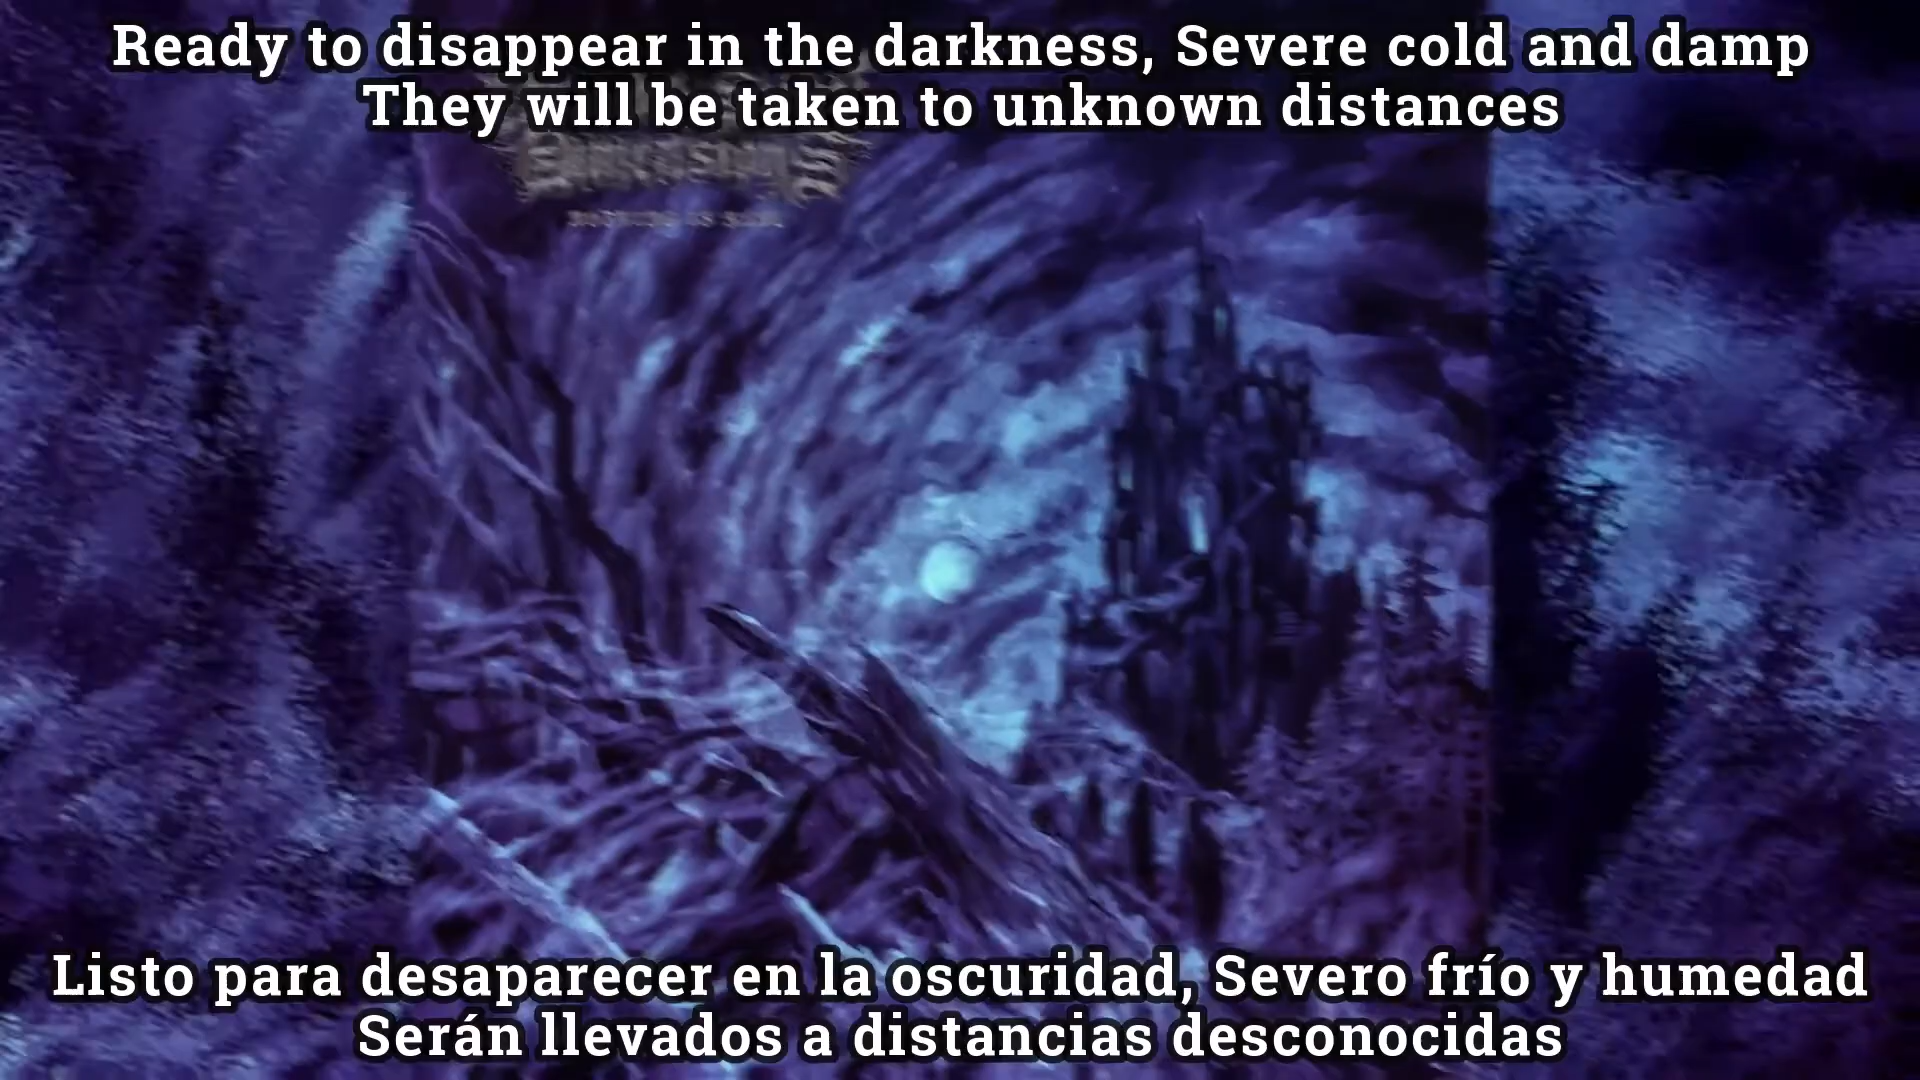 Ready to disappear in the darkness, Severe cold and damp
They will be taken to unknown distances
Listo para desaparecer en la oscuridad, Severo frío y humedad
Serán llevados a distancias desconocidas